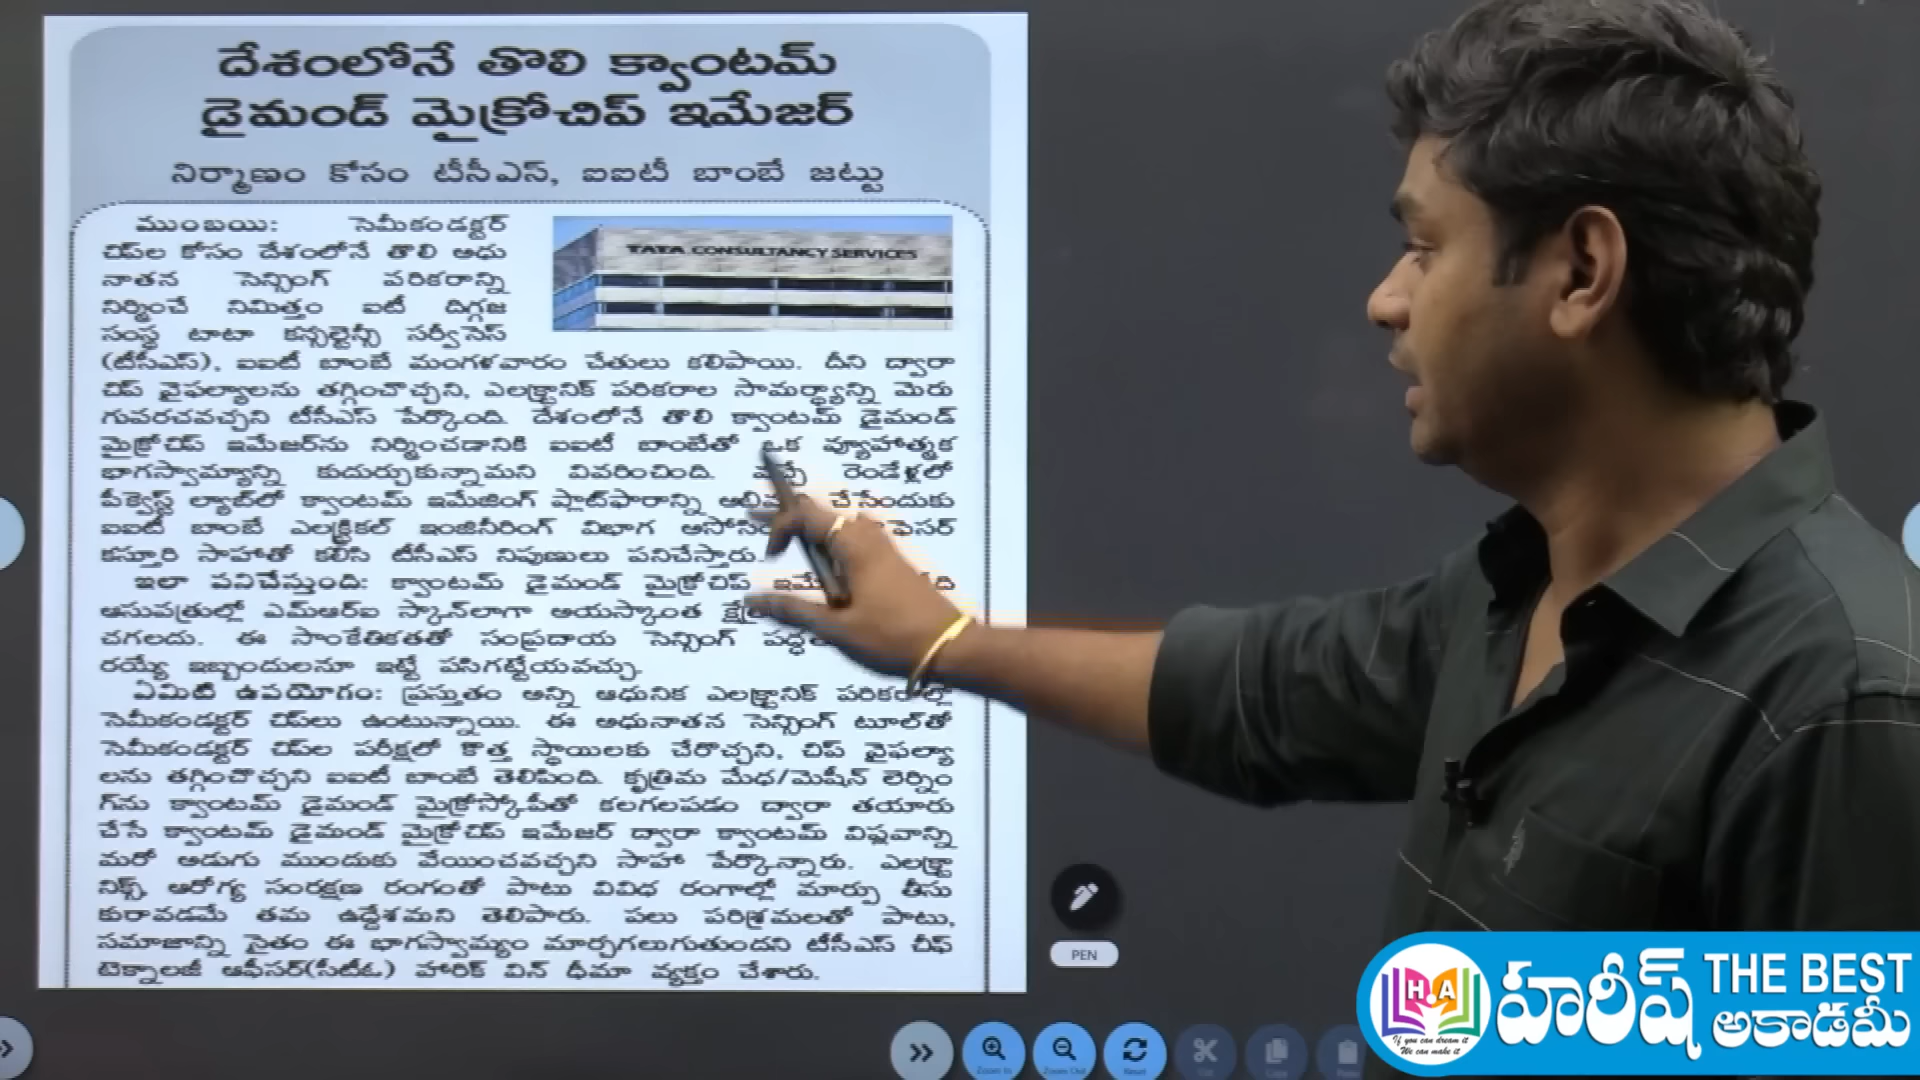 దేశంలోనే తొలి క్వాంటమ్
డైమండ్ మైక్రోచిప్ ఇమేజర్
నిర్మాణం కోసం టీసీఎస్, ఐఐటీ బాంబే జట్టు
ముంబయి: సెమీకండక్టర్
చిప్‌ల కోసం దేశంలోనే తొలి అధు
నాతన సెన్సింగ్ పరికరాన్ని
నిర్మించే నిమిత్తం ఐటీ దిగ్గజ
సంస్థ టాటా కన్సల్టెన్సీ సర్వీసెస్
TATA CONSULTANCY SERVICES
(టీసీఎస్), ఐఐటీ బాంబే మంగళవారం చేతులు కలిపాయి. దీని ద్వారా
చిప్ వైఫల్యాలను తగ్గించొచ్చని, ఎలక్ట్రానిక్ పరికరాల సామర్థ్యాన్ని మెరు
గుపరచవచ్చని టీసీఎస్ పేర్కొంది. దేశంలోనే తొలి క్వాంటమ్ డైమండ్
మైక్రోచిప్ ఇమేజర్‌ను నిర్మించడానికి ఐఐటీ బాంబేతో ఒక వ్యూహాత్మక
భాగస్వామ్యాన్ని కుదుర్చుకున్నామని వివరించింది. వచ్చే రెండేళ్లలో
పీక్వెస్ట్ ల్యాబ్‌లో క్వాంటమ్ ఇమేజింగ్ ప్లాట్‌ఫారాన్ని చేసేందుకు
ఐఐటీ బాంబే ఎలక్ట్రికల్ ఇంజినీరింగ్ విభాగ
కస్తూరి సాహాతో కలిసి టీసీఎస్ నిపుణులు పనిచేస్తారు.
ఇలా పనిచేస్తుంది: క్వాంటమ్ డైమండ్ మైక్రోచిప్
ఆసుపత్రుల్లో ఎమ్ఆర్ఐ స్కాన్‌లాగా అయస్కాంత
చగలదు. ఈ సాంకేతికతతో సంప్రదాయ సెన్సింగ్
రయ్యే ఇబ్బందులనూ ఇట్టే పసిగట్టేయవచ్చు.
ఏమిటి ఉపయోగం: ప్రస్తుతం అన్ని ఆధునిక ఎలక్ట్రానిక్ పరికరాల్లో
సెమీకండక్టర్ చిప్‌లు ఉంటున్నాయి. ఈ అధునాతన సెన్సింగ్ టూల్‌తో
సెమీకండక్టర్ చిప్‌ల పరీక్షలో కొత్త స్థాయిలకు చేరొచ్చని, చిప్ వైఫల్యా
లను తగ్గించొచ్చని ఐఐటీ బాంబే తెలిపింది. కృత్రిమ మేధ/మెషీన్ లెర్నిం
గ్‌ను క్వాంటమ్ డైమండ్ మైక్రోస్కోపీతో కలగలపడం ద్వారా తయారు
చేసే క్వాంటమ్ డైమండ్ మైక్రోచిప్ ఇమేజర్ ద్వారా క్వాంటమ్ విప్లవాన్ని
మరో అడుగు ముందుకు వేయించవచ్చని సాహా పేర్కొన్నారు. ఎలక్ట్రా
నిక్స్, ఆరోగ్య సంరక్షణ రంగంతో పాటు వివిధ రంగాల్లో మార్పు తీసు
కురావడమే తమ ఉద్దేశమని తెలిపారు. పలు పరిశ్రమలతో పాటు,
సమాజాన్ని సైతం ఈ భాగస్వామ్యం మార్చగలుగుతుందని టీసీఎస్ చీఫ్
టెక్నాలజీ ఆఫీసర్(సీటీఓ) హారిక్ విన్ ధీమా వ్యక్తం చేశారు.
PEN
Zoom In Zoom Out Reset
H.A
If you can dream it
We can make it
హరీష్ THE BEST
అకాడమీ